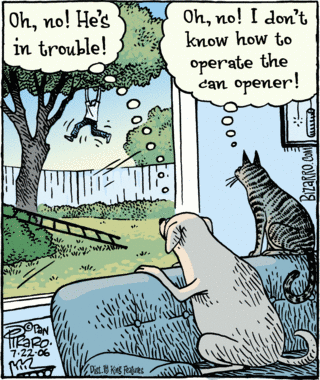 Oh, no! He's
in trouble!
Oh, no! I don't
know how to
operate the
can opener!
BIZARRO.com
©DAN
PIRARO.
7-22-06
Dist. By King Features